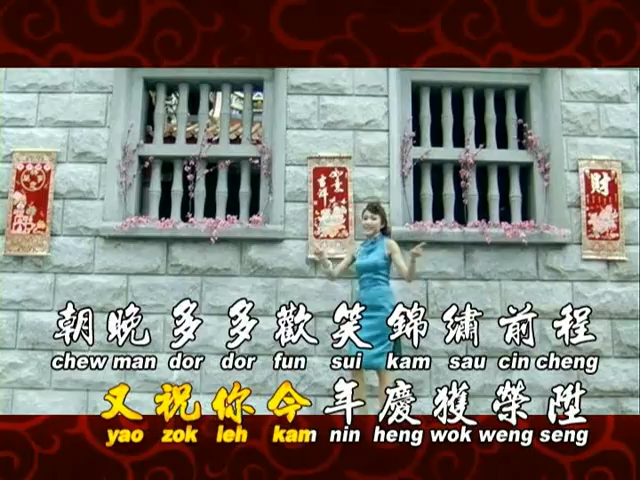 財
朝晚多多歡笑錦繡前程
chew man dor dor fun sui kam sau cin cheng
又祝你今年慶獲榮陞
yao zok leh kam nin heng wok weng seng